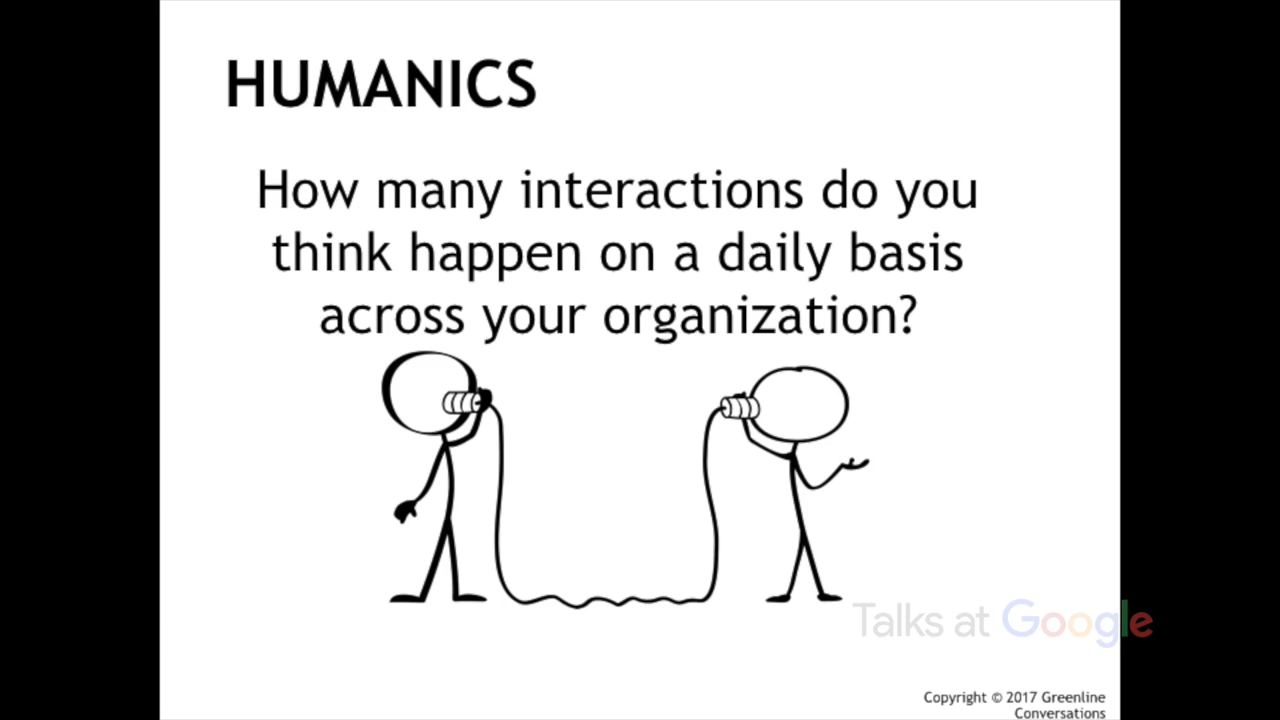 HUMANICS
How many interactions do you
think happen on a daily basis
across your organization?
Talks at Google
Copyright © 2017 Greenline
Conversations